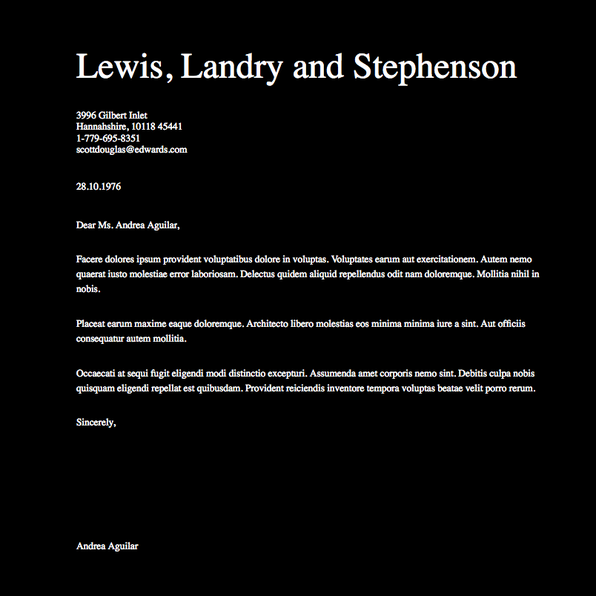 Lewis, Landry and Stephenson
3996 Gilbert Inlet
Hannahshire, 10118 45441
1-779-695-8351
scottdouglas@edwards.com
28.10.1976
Dear Ms. Andrea Aguilar,
Facere dolores ipsum provident voluptatibus dolore in voluptas. Voluptates earum aut exercitationem. Autem nemo
quaerat iusto molestiae error laboriosam. Delectus quidem aliquid repellendus odit nam doloremque. Mollitia nihil in
nobis.
Placeat earum maxime eaque doloremque. Architecto libero molestias eos minima minima iure a sint. Aut officiis
consequatur autem mollitia.
Occaecati at sequi fugit eligendi modi distinctio excepturi. Assumenda amet corporis nemo sint. Debitis culpa nobis
quisquam eligendi repellat est quibusdam. Provident reiciendis inventore tempora voluptas beatae velit porro rerum.
Sincerely,
Andrea Aguilar